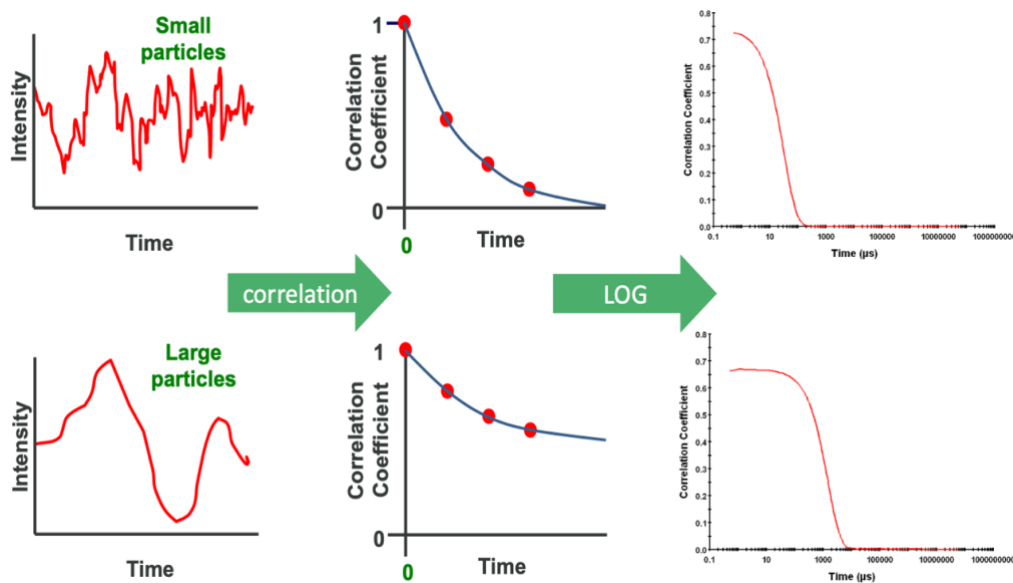 Small
particles
Intensity
Time
1
Correlation
Coefficient
0
0
Time
0.8
0.7
0.6
0.5
0.4
0.3
0.2
0.1
0.0
Correlation Coefficient
0.1
10
1000
100000
10000000
1000000000
Time (µs)
correlation
LOG
Large
particles
Intensity
Time
1
Correlation
Coefficient
0
0
Time
0.8
0.7
0.6
0.5
0.4
0.3
0.2
0.1
0.0
Correlation Coefficient
0.1
10
1000
100000
10000000
1000000000
Time (µs)